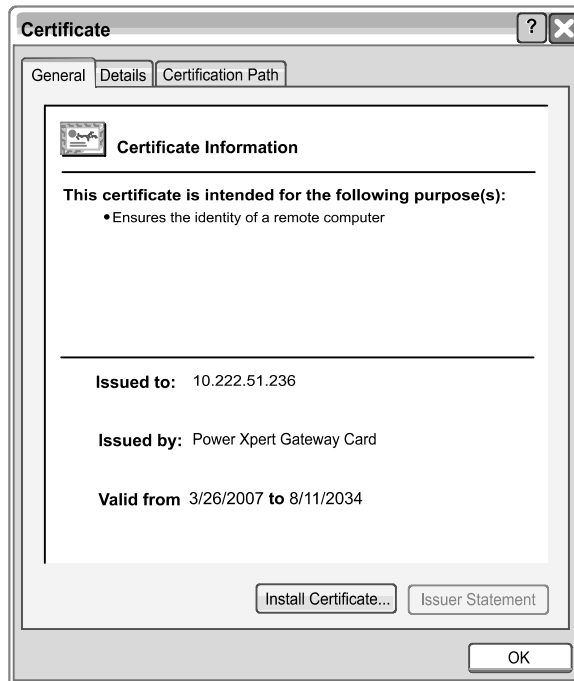 Certificate ?
General Details Certification Path
Certificate Information
This certificate is intended for the following purpose(s):
• Ensures the identity of a remote computer
Issued to: 10.222.51.236
Issued by: Power Xpert Gateway Card
Valid from 3/26/2007 to 8/11/2034
Install Certificate... Issuer Statement
OK